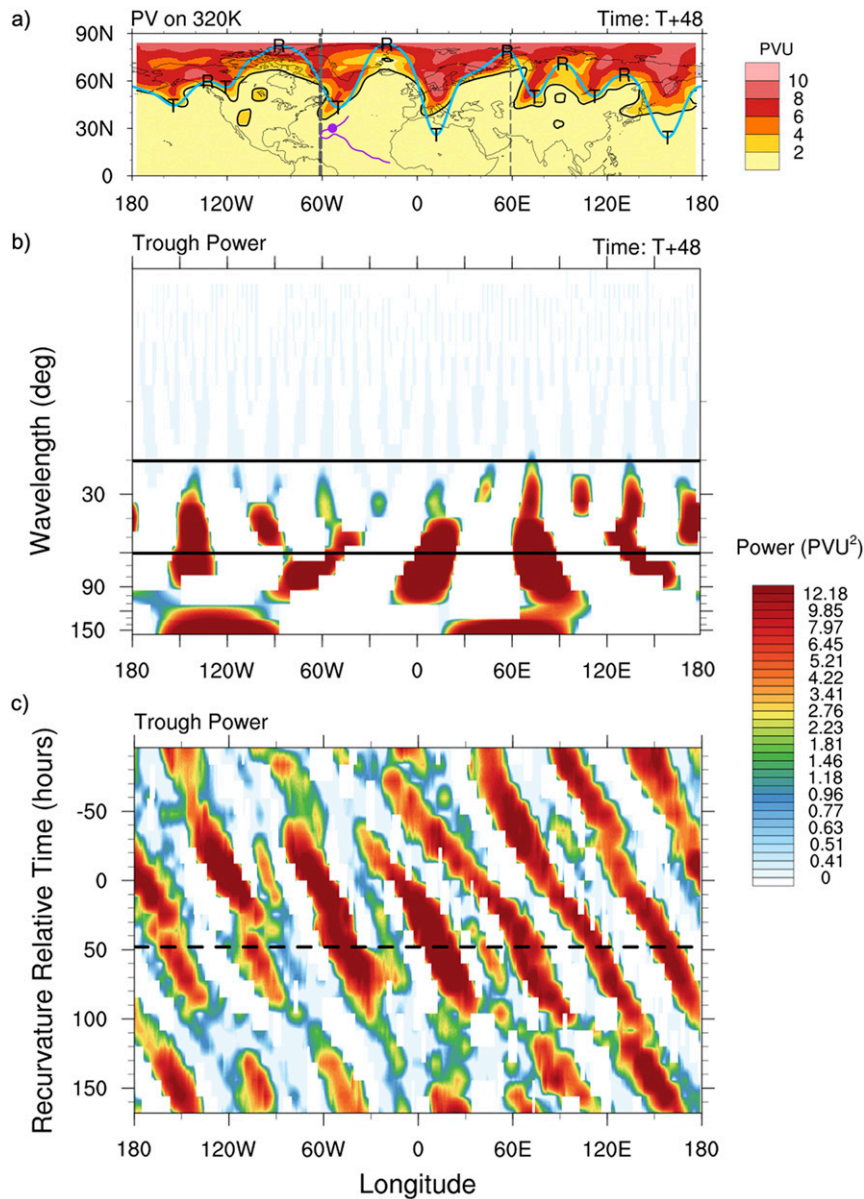 a)
PV on 320K Time: T+48
PVU
90N
60N
30N
0
R R R R R R R
T T T T T T
10
8
6
4
2
180 120W 60W 0 60E 120E 180
b)
Trough Power Time: T+48
Wavelength (deg)
30
90
150
180 120W 60W 0 60E 120E 180
Power (PVU²)
12.18
9.85
7.97
6.45
5.21
4.22
3.41
2.76
2.23
1.81
1.46
1.18
0.96
0.77
0.63
0.51
0.41
0
c)
Trough Power
Recurvature Relative Time (hours)
-50
0
50
100
150
180 120W 60W 0 60E 120E 180
Longitude